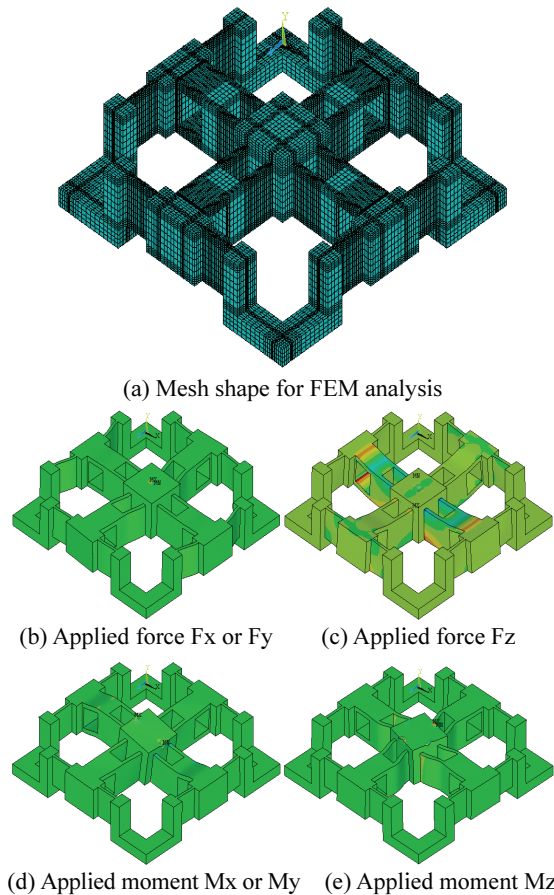 Y
(a) Mesh shape for FEM analysis
(b) Applied force Fx or Fy
(c) Applied force Fz
(d) Applied moment Mx or My
(e) Applied moment Mz